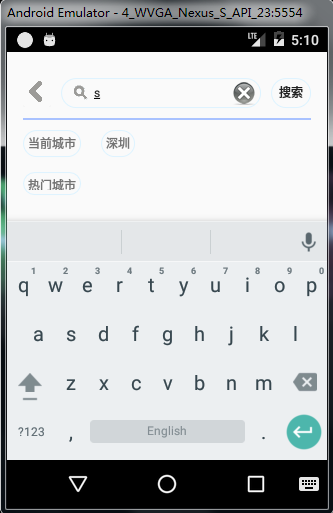 Android Emulator - 4_WVGA_Nexus_S_API_23:5554
LTE 5:10
s 搜索
当前城市 深圳
热门城市
1 2 3 4 5 6 7 8 9 0
q w e r t y u i o p
a s d f g h j k l
z x c v b n m
?123 , English .